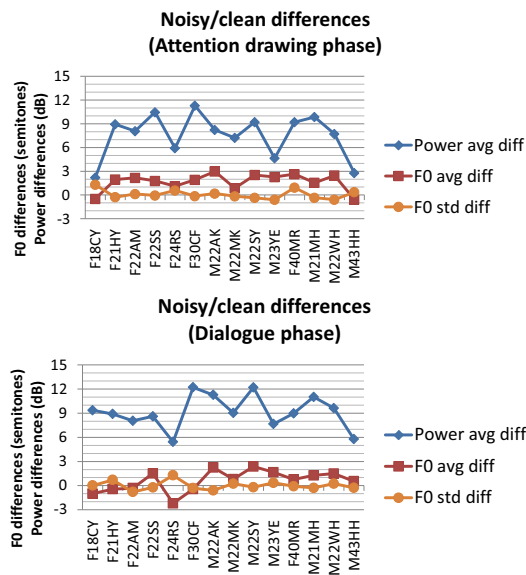 Noisy/clean differences
(Attention drawing phase)
F0 differences (semitones)
Power differences (dB)
15
12
9
6
3
0
-3
F18CY
F21HY
F22AM
F22SS
F24RS
F30CF
M22AK
M22MK
M22SY
M23YE
F40MR
M21MH
M22WH
M43HH
Power avg diff
F0 avg diff
F0 std diff
Noisy/clean differences
(Dialogue phase)
F0 differences (semitones)
Power differences (dB)
15
12
9
6
3
0
-3
F18CY
F21HY
F22AM
F22SS
F24RS
F30CF
M22AK
M22MK
M22SY
M23YE
F40MR
M21MH
M22WH
M43HH
Power avg diff
F0 avg diff
F0 std diff